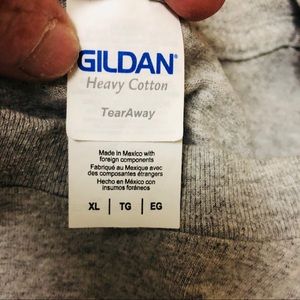 GILDAN®
Heavy Cotton
TearAway
Made in Mexico with
foreign components
Fabriqué au Mexique avec
des composantes étrangers
Hecho en México con
insumos foráneos
XL | TG | EG